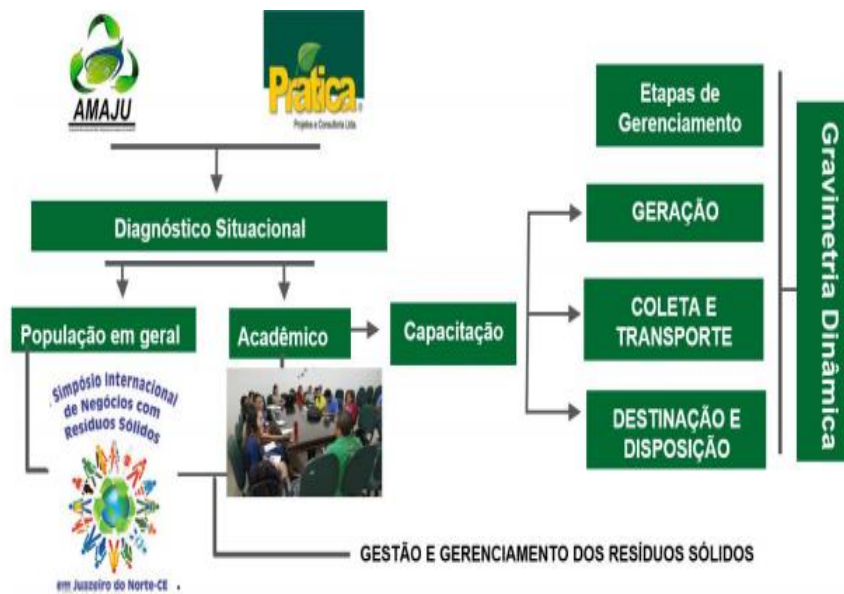 AMAJU
Prática
Projetos e Consultoria Ltda.
Diagnóstico Situacional
População em geral
Acadêmico
Capacitação
Etapas de
Gerenciamento
GERAÇÃO
COLETA E
TRANSPORTE
DESTINAÇÃO E
DISPOSIÇÃO
Gravimetria Dinâmica
Simpósio Internacional
de Negócios com
Resíduos Sólidos
em Juazeiro do Norte-CE
GESTÃO E GERENCIAMENTO DOS RESÍDUOS SÓLIDOS